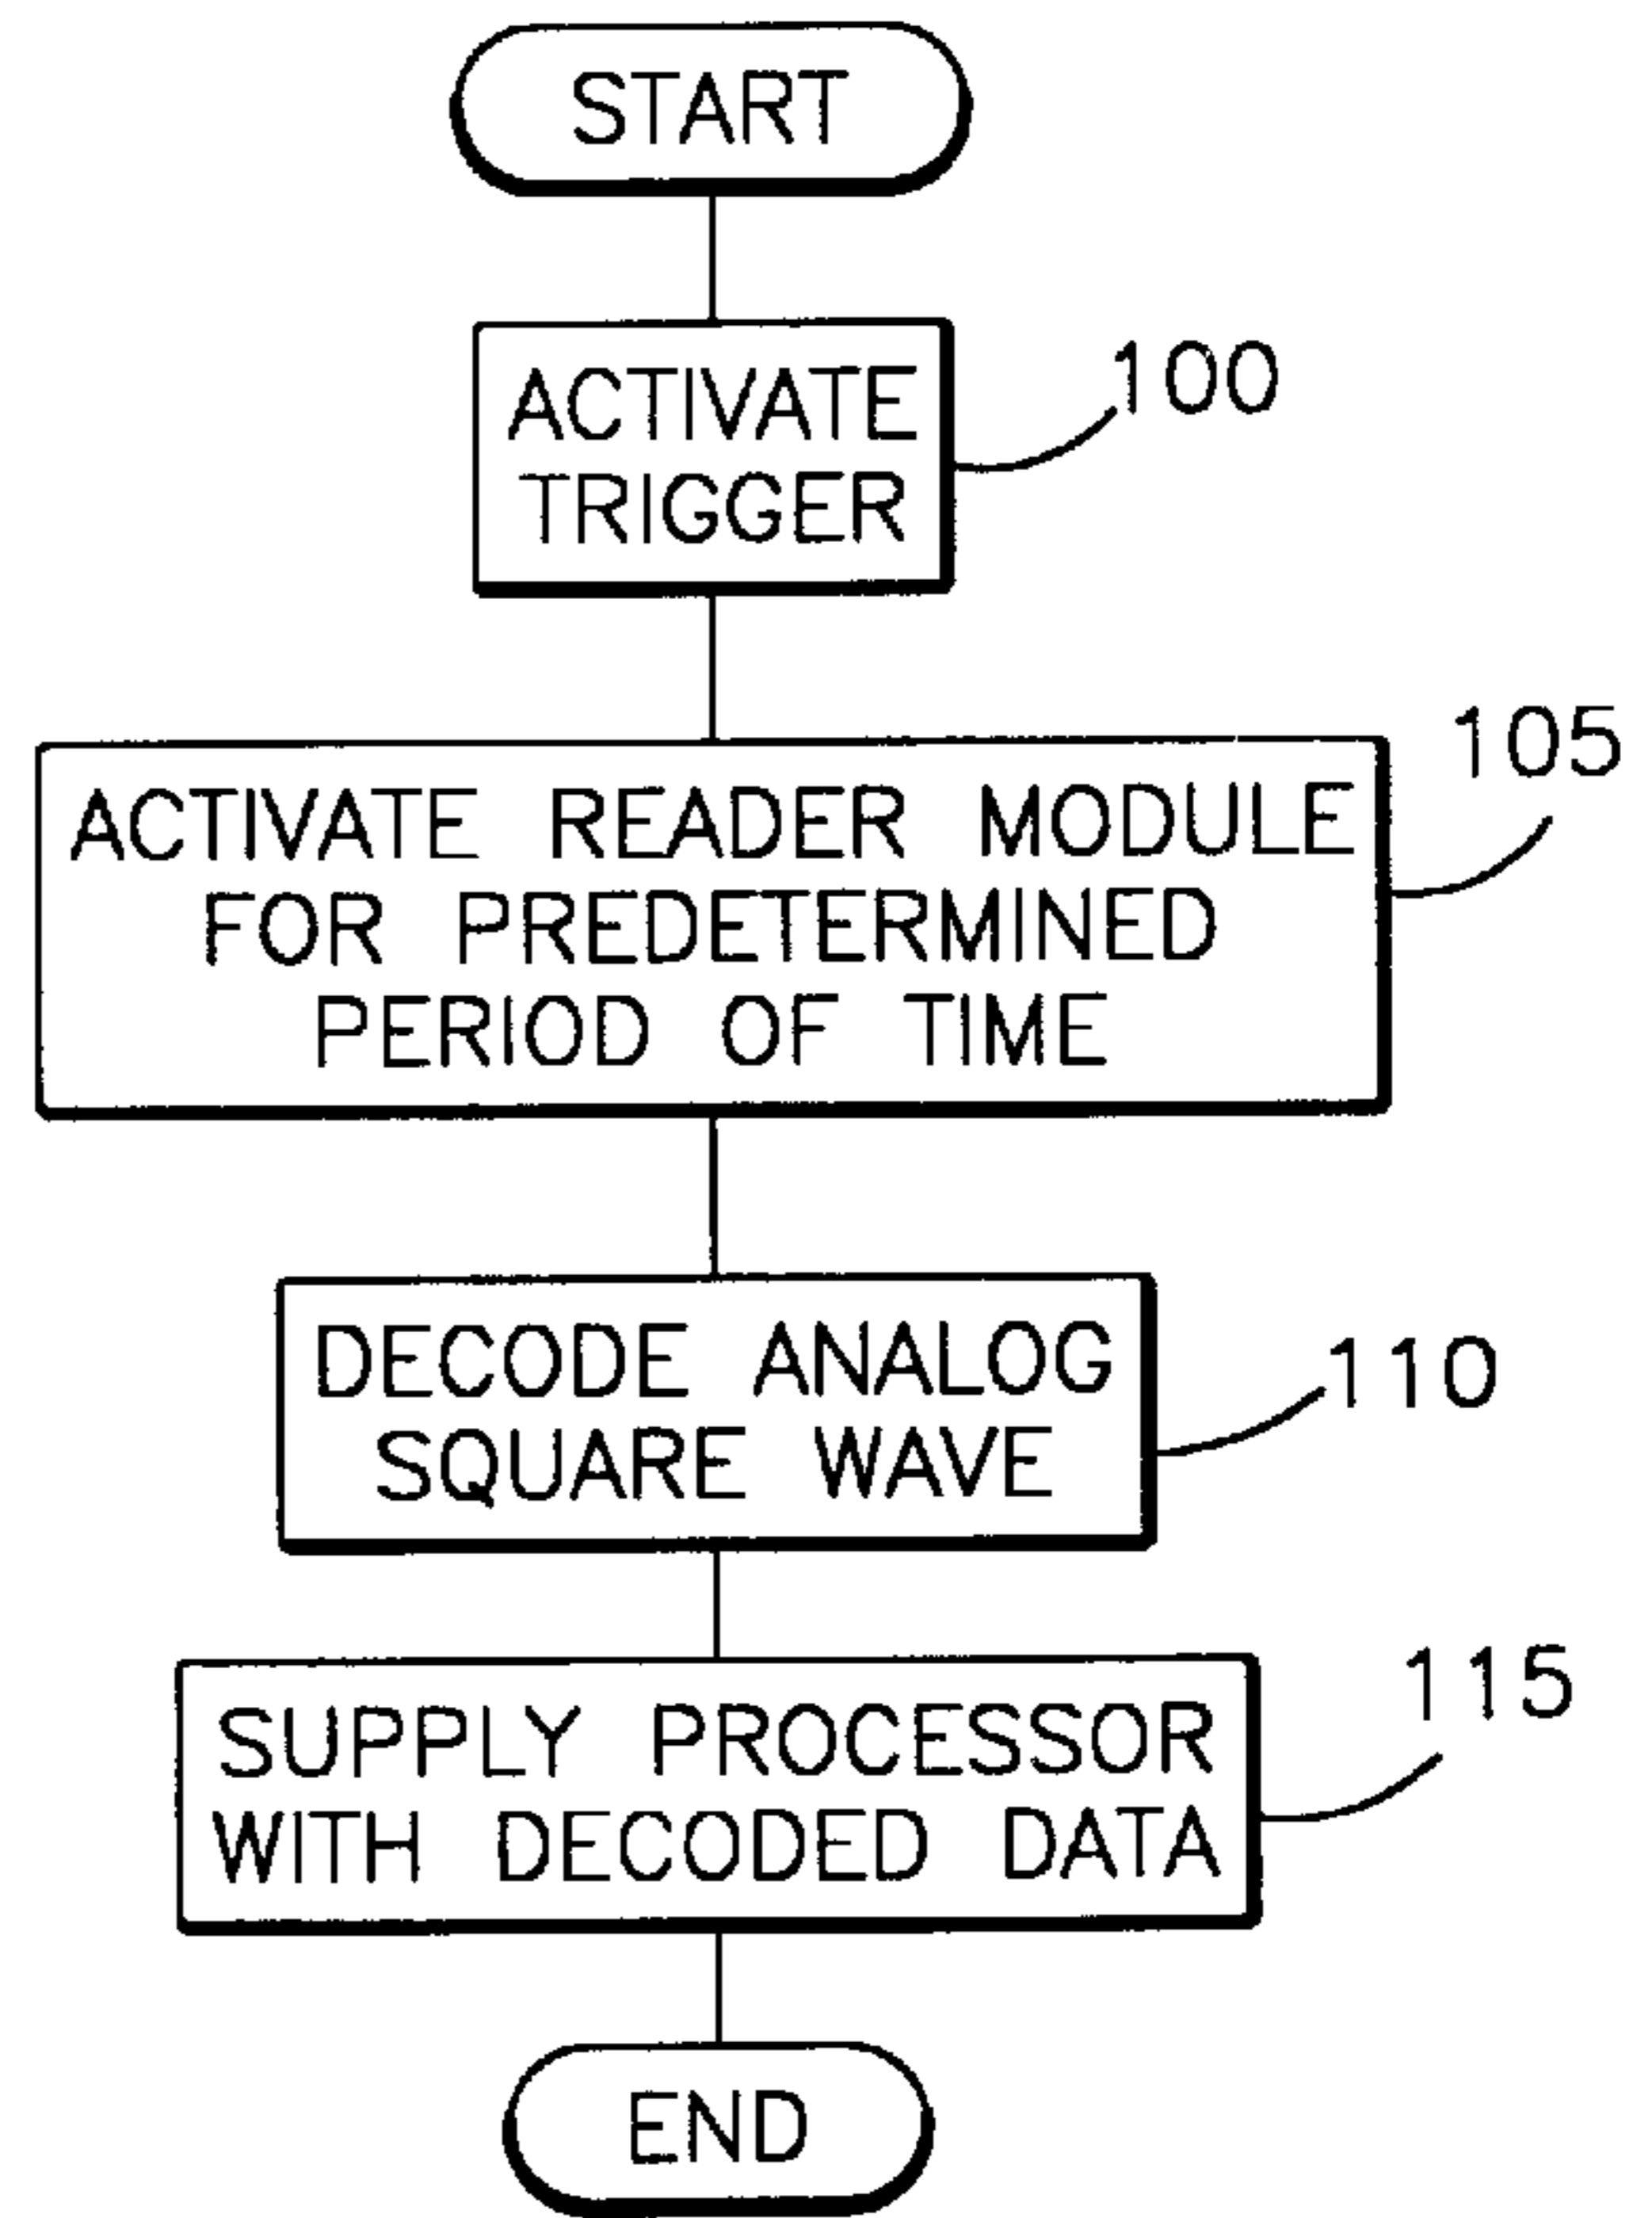 START
ACTIVATE
TRIGGER
100
105
ACTIVATE READER MODULE
FOR PREDETERMINED
PERIOD OF TIME
DECODE ANALOG
SQUARE WAVE
110
115
SUPPLY PROCESSOR
WITH DECODED DATA
END